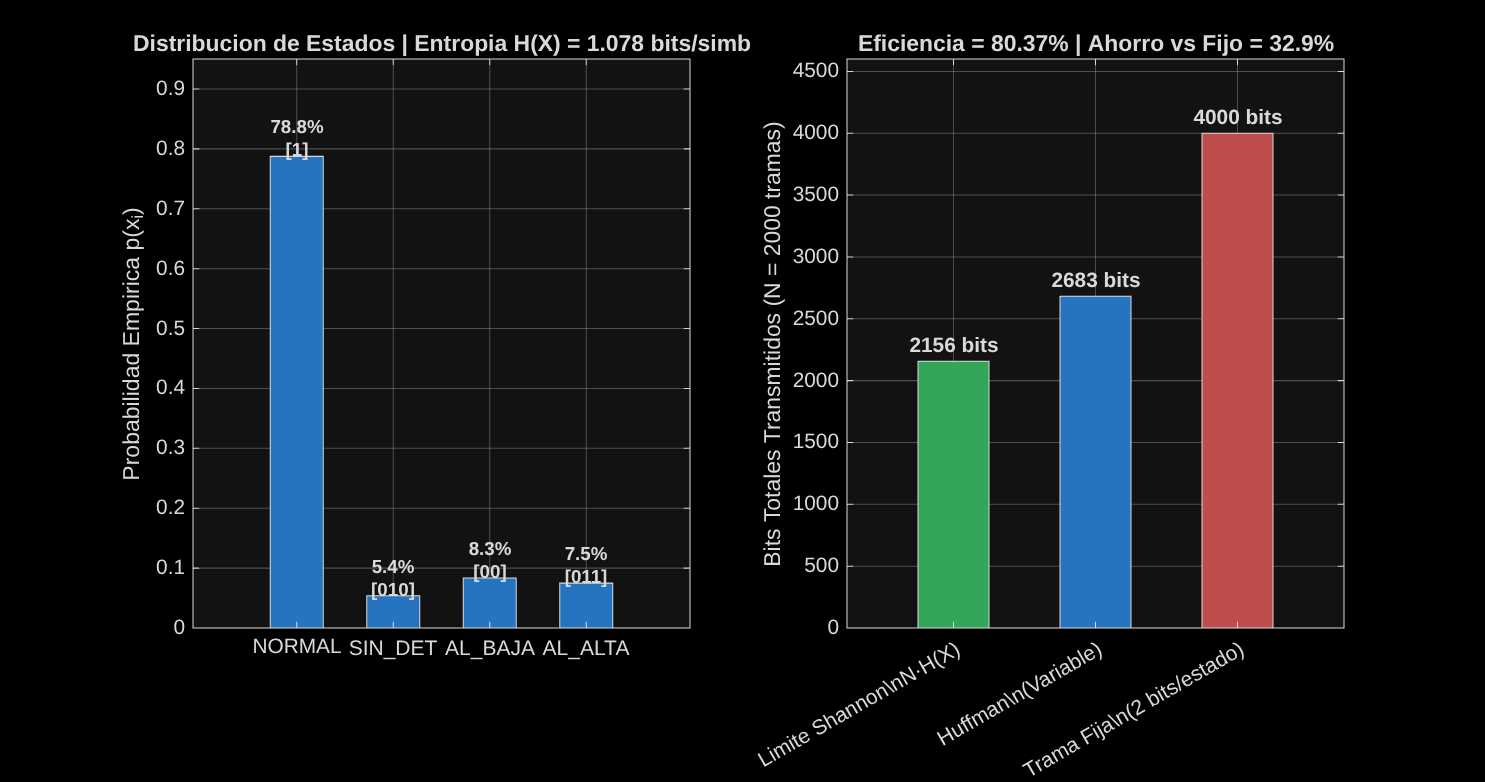 Distribucion de Estados | Entropia H(X) = 1.078 bits/simb
Probabilidad Empirica p(xᵢ)
0.9
0.8
0.7
0.6
0.5
0.4
0.3
0.2
0.1
0
78.8%
[1]
5.4%
[010]
8.3%
[00]
7.5%
[011]
NORMAL SIN_DET AL_BAJA AL_ALTA
Eficiencia = 80.37% | Ahorro vs Fijo = 32.9%
Bits Totales Transmitidos (N = 2000 tramas)
4500
4000
3500
3000
2500
2000
1500
1000
500
0
2156 bits
2683 bits
4000 bits
Limite Shannon\nN·H(X)
Huffman\n(Variable)
Trama Fija\n(2 bits/estado)